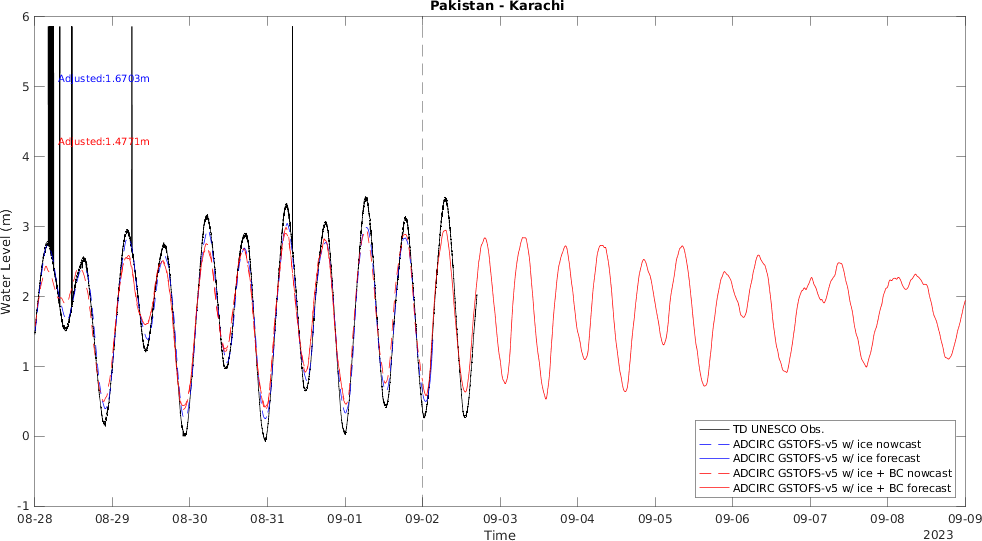 Pakistan - Karachi
6
5
4
3
2
1
0
-1
Water Level (m)
Adjusted:1.6703m
Adjusted:1.4771m
TD UNESCO Obs.
ADCIRC GSTOFS-v5 w/ ice nowcast
ADCIRC GSTOFS-v5 w/ ice forecast
ADCIRC GSTOFS-v5 w/ ice + BC nowcast
ADCIRC GSTOFS-v5 w/ ice + BC forecast
08-28 08-29 08-30 08-31 09-01 09-02 09-03 09-04 09-05 09-06 09-07 09-08 09-09
Time
2023